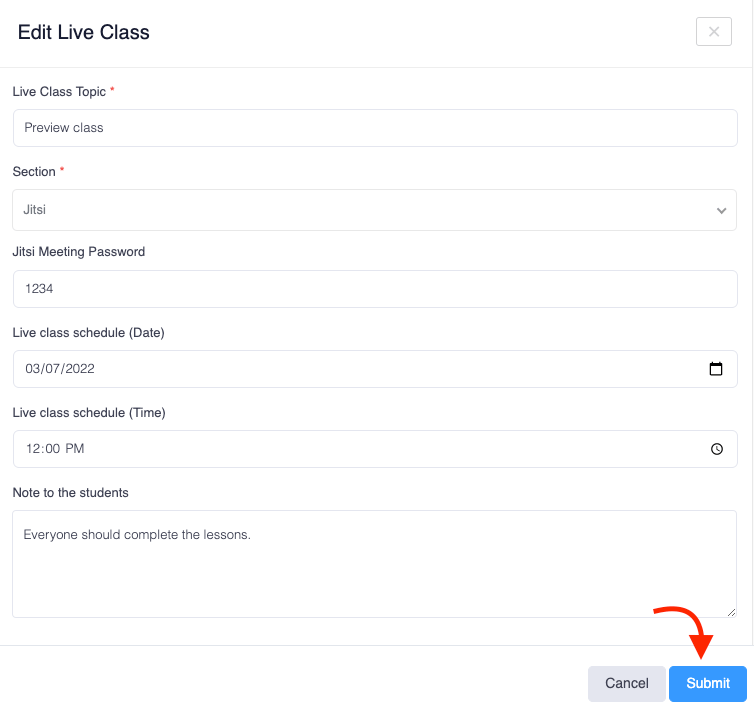 Edit Live Class
Live Class Topic *
Preview class
Section *
Jitsi
Jitsi Meeting Password
1234
Live class schedule (Date)
03/07/2022
Live class schedule (Time)
12:00 PM
Note to the students
Everyone should complete the lessons.
Cancel Submit